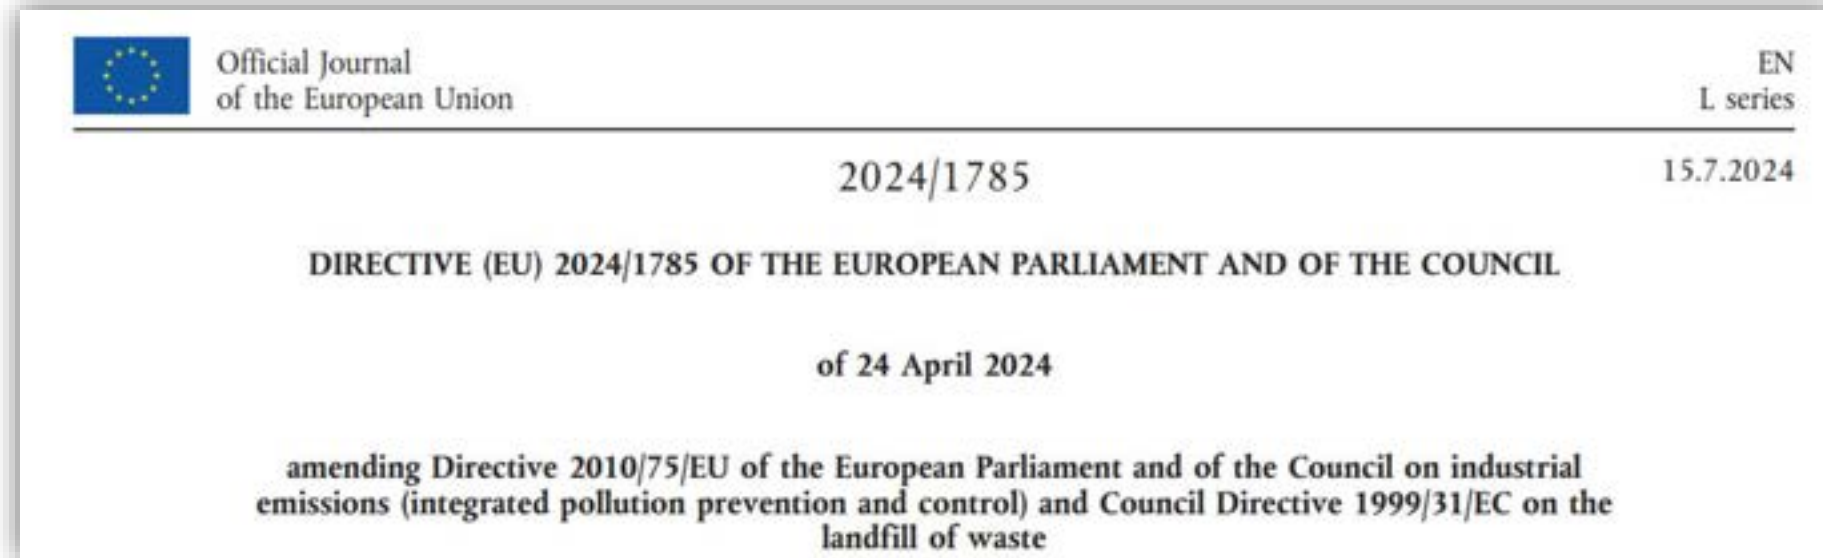 Official Journal
of the European Union
EN
L series
2024/1785
15.7.2024
DIRECTIVE (EU) 2024/1785 OF THE EUROPEAN PARLIAMENT AND OF THE COUNCIL
of 24 April 2024
amending Directive 2010/75/EU of the European Parliament and of the Council on industrial
emissions (integrated pollution prevention and control) and Council Directive 1999/31/EC on the
landfill of waste